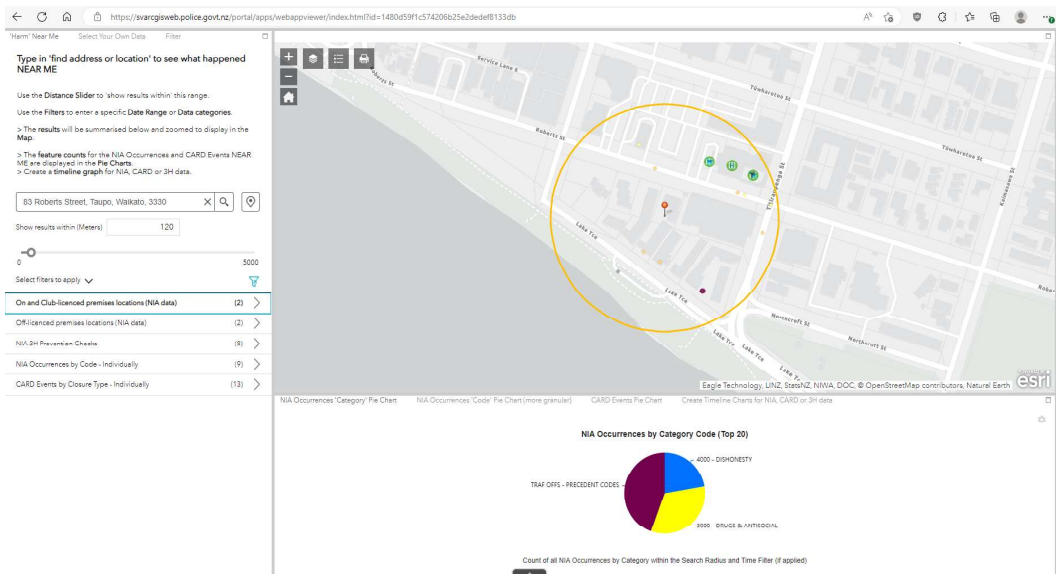 https://svarcgisweb.police.govt.nz/portal/apps/webappviewer/index.html?id=1480d59f1c574206b25e2dedef8133db
'Harm' Near Me Select Your Own Data Filter
Type in 'find address or location' to see what happened
NEAR ME
Use the Distance Slider to 'show results within' this range.
Use the Filters to enter a specific Date Range or Data categories.
> The results will be summarised below and zoomed to display in the
Map.
> The feature counts for the NIA Occurrences and CARD Events NEAR
ME are displayed in the Pie Charts.
> Create a timeline graph for NIA, CARD or 3H data.
83 Roberts Street, Taupo, Waikato, 3330
Show results within (Meters) 120
0 5000
Select filters to apply
On and Club-licenced premises locations (NIA data) (2)
Off-licenced premises locations (NIA data) (2)
NIA 3H Prevention Checks (8)
NIA Occurrences by Code - Individually (9)
CARD Events by Closure Type - Individually (13)
Service Lane 6
Roberts St
Tūwharetoa St
Roberts St
Tūwharetoa St
Kaimanawa St
Lake Tce
Lake Tce
Northcroft St
Northcroft St
Lake Tce
Lake Tce
Lake Tce
Eagle Technology, LINZ, StatsNZ, NIWA, DOC, © OpenStreetMap contributors, Natural Earth
esri
NIA Occurrences 'Category' Pie Chart NIA Occurrences 'Code' Pie Chart (more granular) CARD Events Pie Chart Create Timeline Charts for NIA, CARD or 3H data
NIA Occurrences by Category Code (Top 20)
4000 - DISHONESTY
TRAF OFFS - PRECEDENT CODES
3000 - DRUGS & ANTISOCIAL
Count of all NIA Occurrences by Category within the Search Radius and Time Filter (if applied)